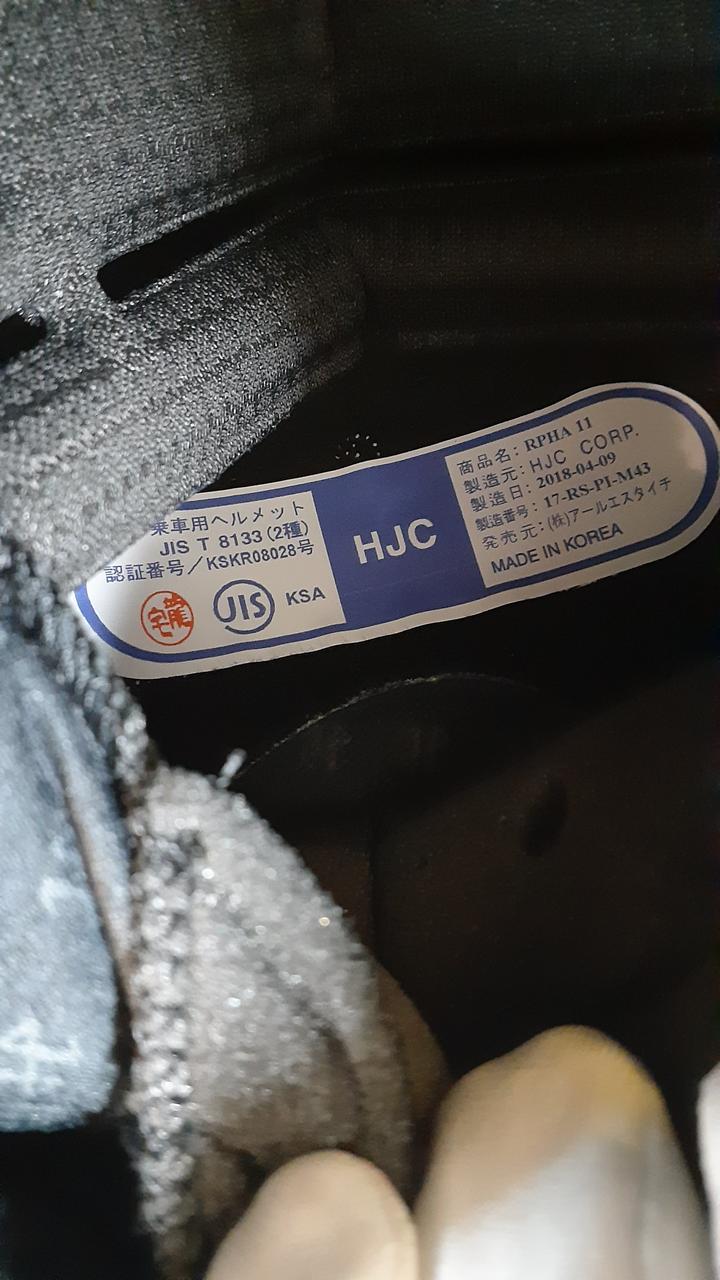 乗車用ヘルメット
JIS T 8133 (2種)
認証番号／KSKR08028号
JIS
KSA
HJC
商品名: RPHA 11
製造元: HJC CORP.
製造日: 2018-04-09
製造番号: 17-RS-PI-M43
発売元: (株)アールエスタイチ
MADE IN KOREA